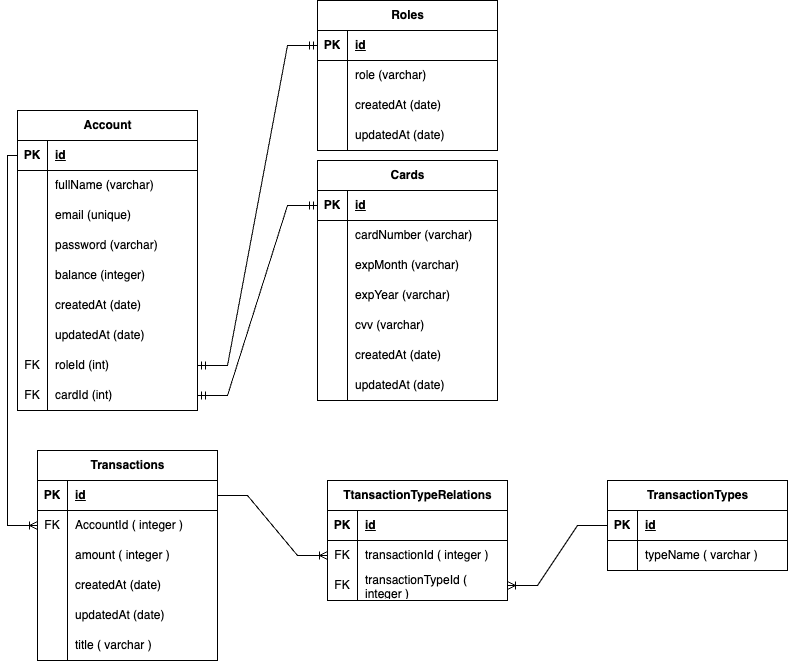 Roles
PK id
role (varchar)
createdAt (date)
updatedAt (date)
Account
PK id
fullName (varchar)
email (unique)
password (varchar)
balance (integer)
createdAt (date)
updatedAt (date)
FK roleId (int)
FK cardId (int)
Cards
PK id
cardNumber (varchar)
expMonth (varchar)
expYear (varchar)
cvv (varchar)
createdAt (date)
updatedAt (date)
Transactions
PK id
FK AccountId ( integer )
amount ( integer )
createdAt (date)
updatedAt (date)
title ( varchar )
TtansactionTypeRelations
PK id
FK transactionId ( integer )
FK transactionTypeId (
integer )
TransactionTypes
PK id
typeName ( varchar )